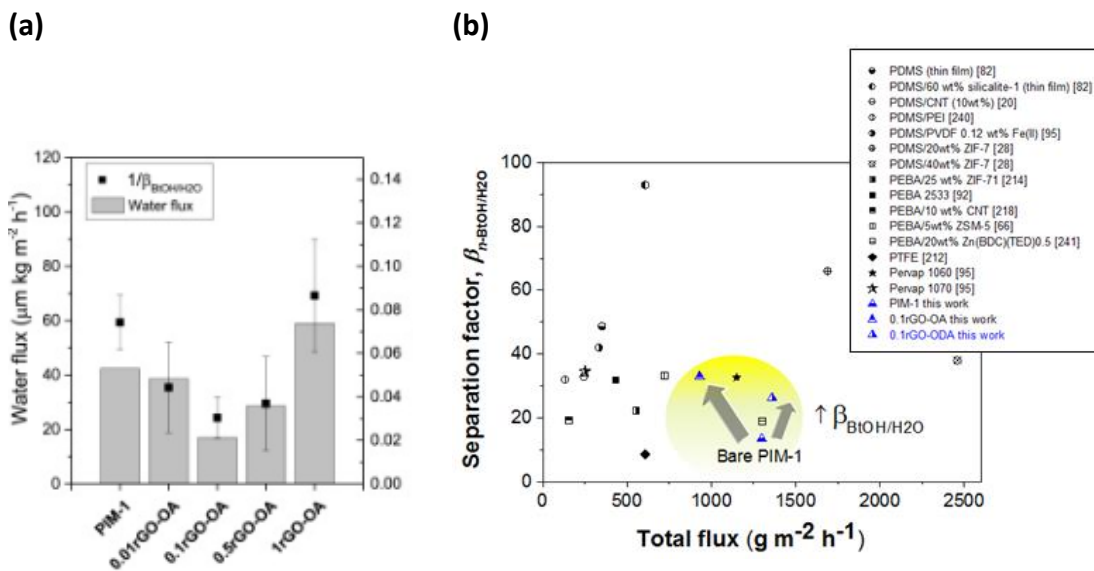 (a)
(b)
1/βBtOH/H2O
Water flux
Water flux (μm kg m-2 h-1)
120
100
80
60
40
20
0
0.14
0.12
0.10
0.08
0.06
0.04
0.02
0.00
PIM-1
0.01rGO-OA
0.1rGO-OA
0.5rGO-OA
1rGO-OA
PDMS (thin film) [82]
PDMS/60 wt% silicalite-1 (thin film) [82]
PDMS/CNT (10wt%) [20]
PDMS/PEI [240]
PDMS/PVDF 0.12 wt% Fe(II) [95]
PDMS/20wt% ZIF-7 [28]
PDMS/40wt% ZIF-7 [28]
PEBA/25 wt% ZIF-71 [214]
PEBA 2533 [92]
PEBA/10 wt% CNT [218]
PEBA/5wt% ZSM-5 [66]
PEBA/20wt% Zn(BDC)(TED)0.5 [241]
PTFE [212]
Pervap 1060 [95]
Pervap 1070 [95]
PIM-1 this work
0.1rGO-OA this work
0.1rGO-ODA this work
Separation factor, βn-BtOH/H2O
100
80
60
40
20
0
↑ βBtOH/H2O
Bare PIM-1
0 500 1000 1500 2000 2500
Total flux (g m-2 h-1)